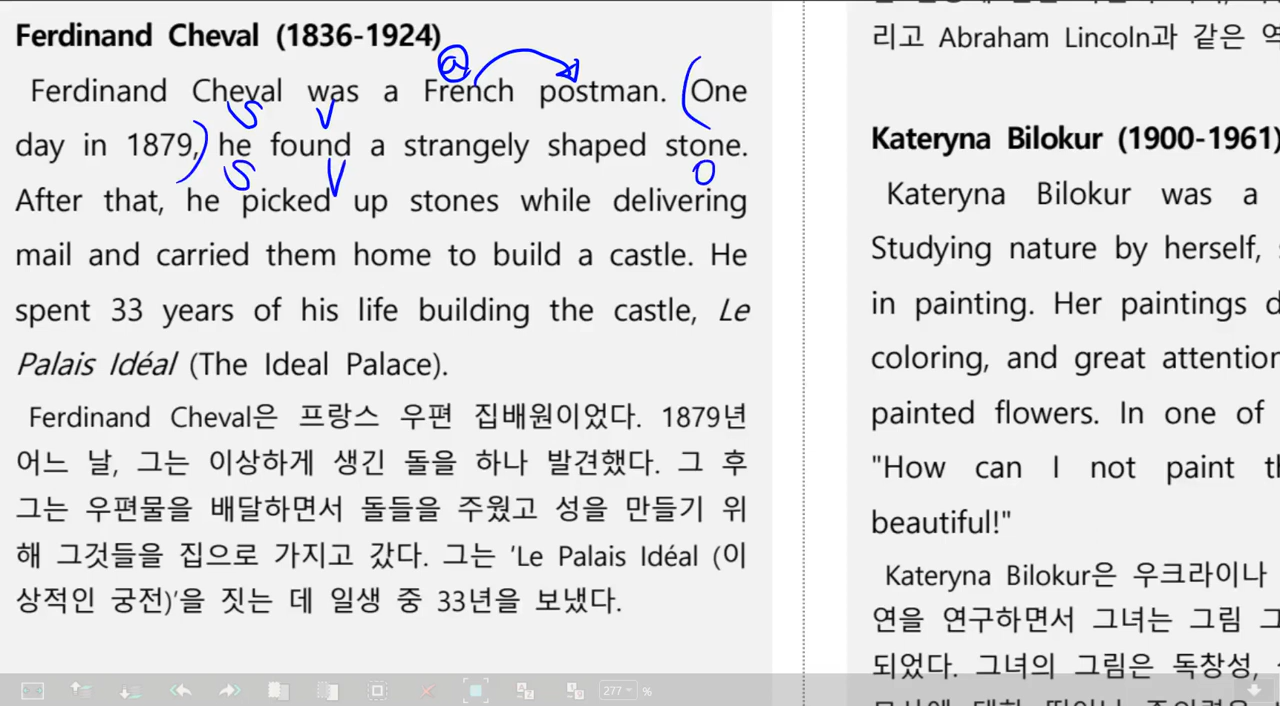 Ferdinand Cheval (1836-1924)
Ferdinand Cheval was a French postman. One
day in 1879, he found a strangely shaped stone.
After that, he picked up stones while delivering
mail and carried them home to build a castle. He
spent 33 years of his life building the castle, Le
Palais Idéal (The Ideal Palace).
Ferdinand Cheval은 프랑스 우편 집배원이었다. 1879년
어느 날, 그는 이상하게 생긴 돌을 하나 발견했다. 그 후
그는 우편물을 배달하면서 돌들을 주웠고 성을 만들기 위
해 그것들을 집으로 가지고 갔다. 그는 'Le Palais Idéal (이
상적인 궁전)'을 짓는 데 일생 중 33년을 보냈다.
a
S V
S V O
리고 Abraham Lincoln과 같은 역
Kateryna Bilokur (1900-1961)
Kateryna Bilokur was a
Studying nature by herself,
in painting. Her paintings
coloring, and great attention
painted flowers. In one of
"How can I not paint
beautiful!"
Kateryna Bilokur은 우크라이나
연을 연구하면서 그녀는 그림
되었다. 그녀의 그림은 독창성,
277 %